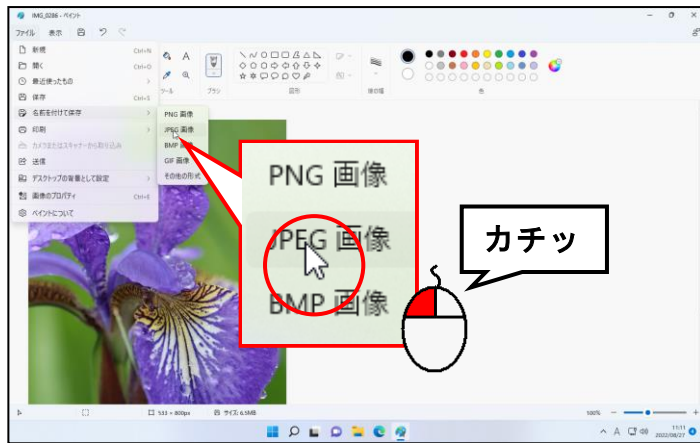 IMG_0286 - ペイント
ファイル 表示
新規 Ctrl+N
開く Ctrl+O
最近使ったもの
保存 Ctrl+S
名前を付けて保存
印刷
カメラまたはスキャナーから取り込み
送信
デスクトップの背景として設定
画像のプロパティ Ctrl+E
ペイントについて
PNG 画像
JPEG 画像
BMP 画像
GIF 画像
その他の形式
ツール
ブラシ
図形
線の幅
色
PNG 画像
JPEG 画像
BMP 画像
カチッ
533 × 800px
サイズ: 6.5MB
100%
A
11:11
2022/08/27